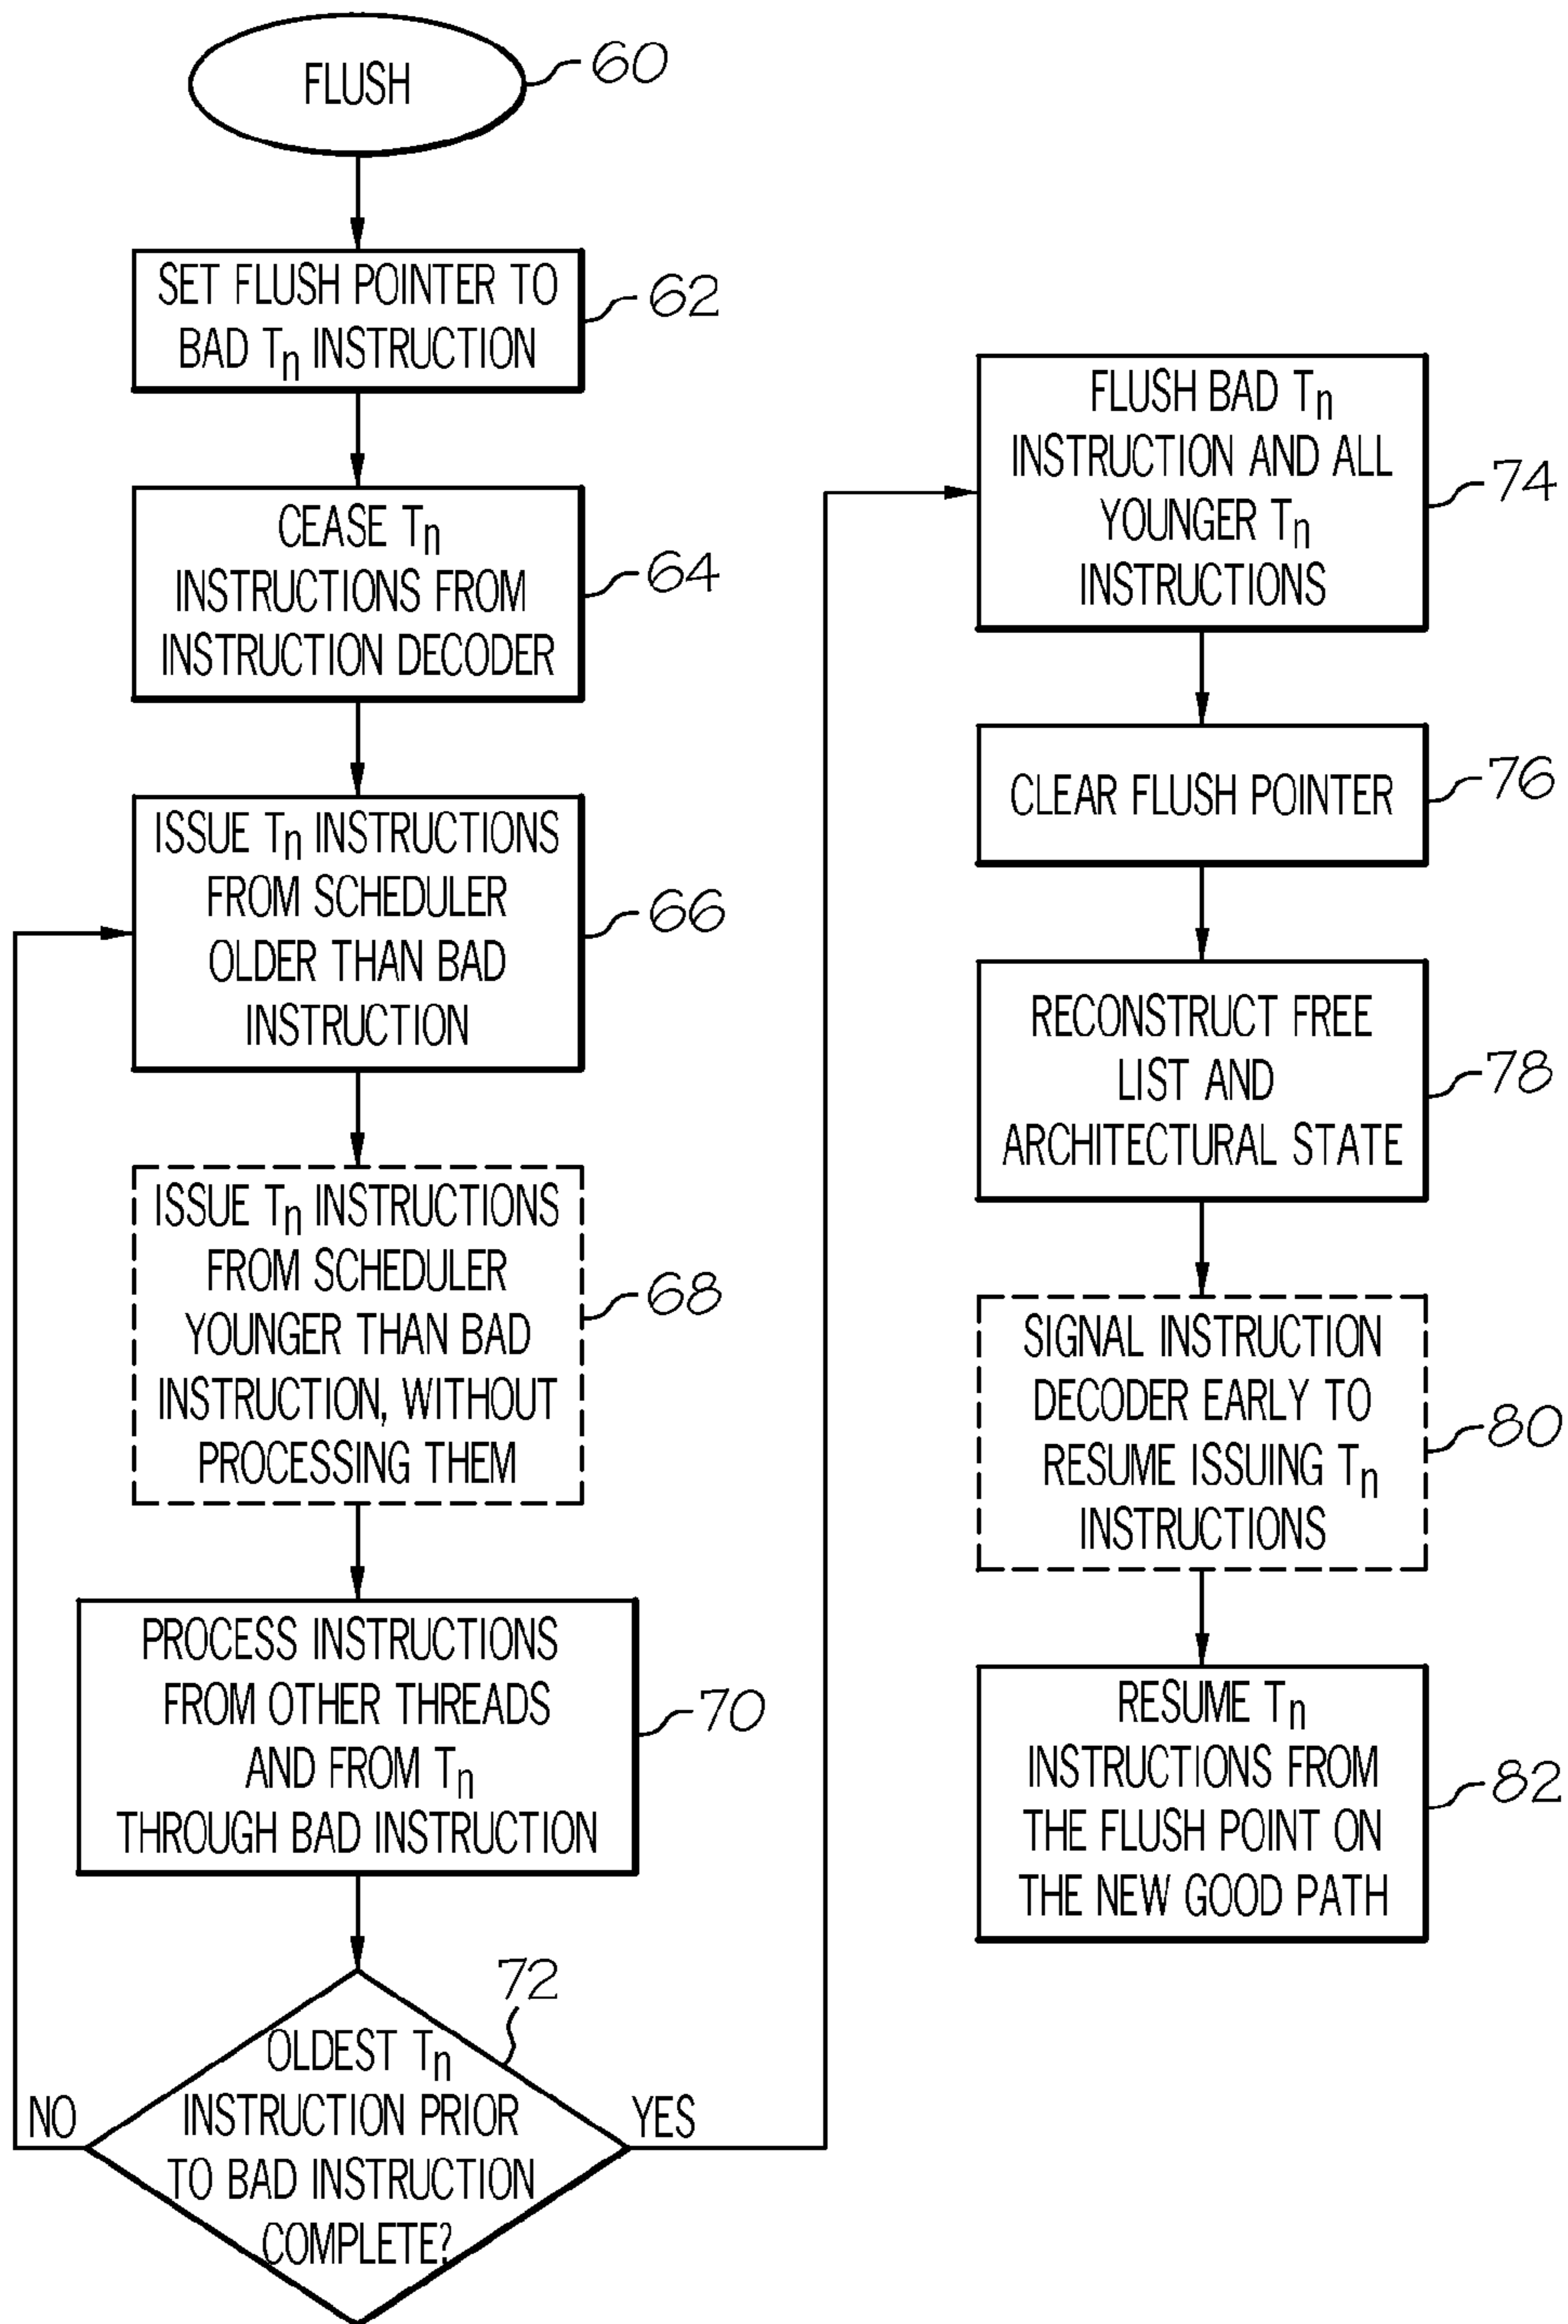 FLUSH
60
SET FLUSH POINTER TO
BAD Tn INSTRUCTION
62
CEASE Tn
INSTRUCTIONS FROM
INSTRUCTION DECODER
64
ISSUE Tn INSTRUCTIONS
FROM SCHEDULER
OLDER THAN BAD
INSTRUCTION
66
ISSUE Tn INSTRUCTIONS
FROM SCHEDULER
YOUNGER THAN BAD
INSTRUCTION, WITHOUT
PROCESSING THEM
68
PROCESS INSTRUCTIONS
FROM OTHER THREADS
AND FROM Tn
THROUGH BAD INSTRUCTION
70
72
OLDEST Tn
INSTRUCTION PRIOR
TO BAD INSTRUCTION
COMPLETE?
NO
YES
FLUSH BAD Tn
INSTRUCTION AND ALL
YOUNGER Tn
INSTRUCTIONS
74
CLEAR FLUSH POINTER
76
RECONSTRUCT FREE
LIST AND
ARCHITECTURAL STATE
78
SIGNAL INSTRUCTION
DECODER EARLY TO
RESUME ISSUING Tn
INSTRUCTIONS
80
RESUME Tn
INSTRUCTIONS FROM
THE FLUSH POINT ON
THE NEW GOOD PATH
82